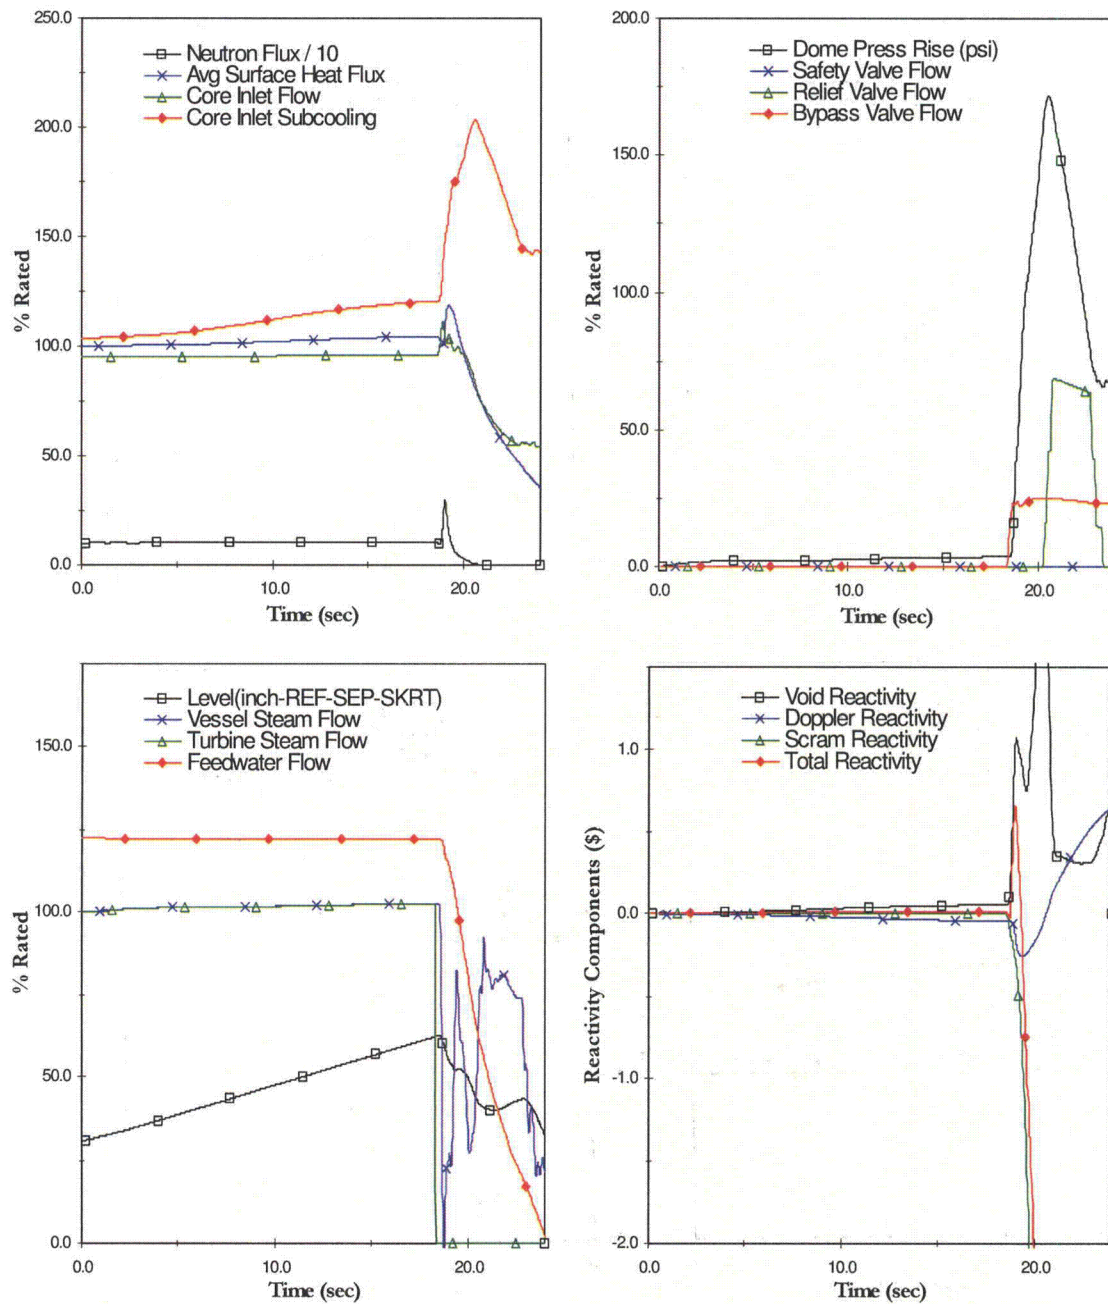 250.0
Neutron Flux / 10
Avg Surface Heat Flux
Core Inlet Flow
Core Inlet Subcooling
200.0
150.0
% Rated
100.0
50.0
0.0
0.0
10.0
20.0
Time (sec)
200.0
Dome Press Rise (psi)
Safety Valve Flow
Relief Valve Flow
Bypass Valve Flow
150.0
% Rated
100.0
50.0
0.0
0.0
10.0
20.0
Time (sec)
Level(inch-REF-SEP-SKRT)
Vessel Steam Flow
Turbine Steam Flow
Feedwater Flow
150.0
100.0
% Rated
50.0
0.0
0.0
10.0
20.0
Time (sec)
Void Reactivity
Doppler Reactivity
Scram Reactivity
Total Reactivity
1.0
Reactivity Components ($)
0.0
-1.0
-2.0
0.0
10.0
20.0
Time (sec)